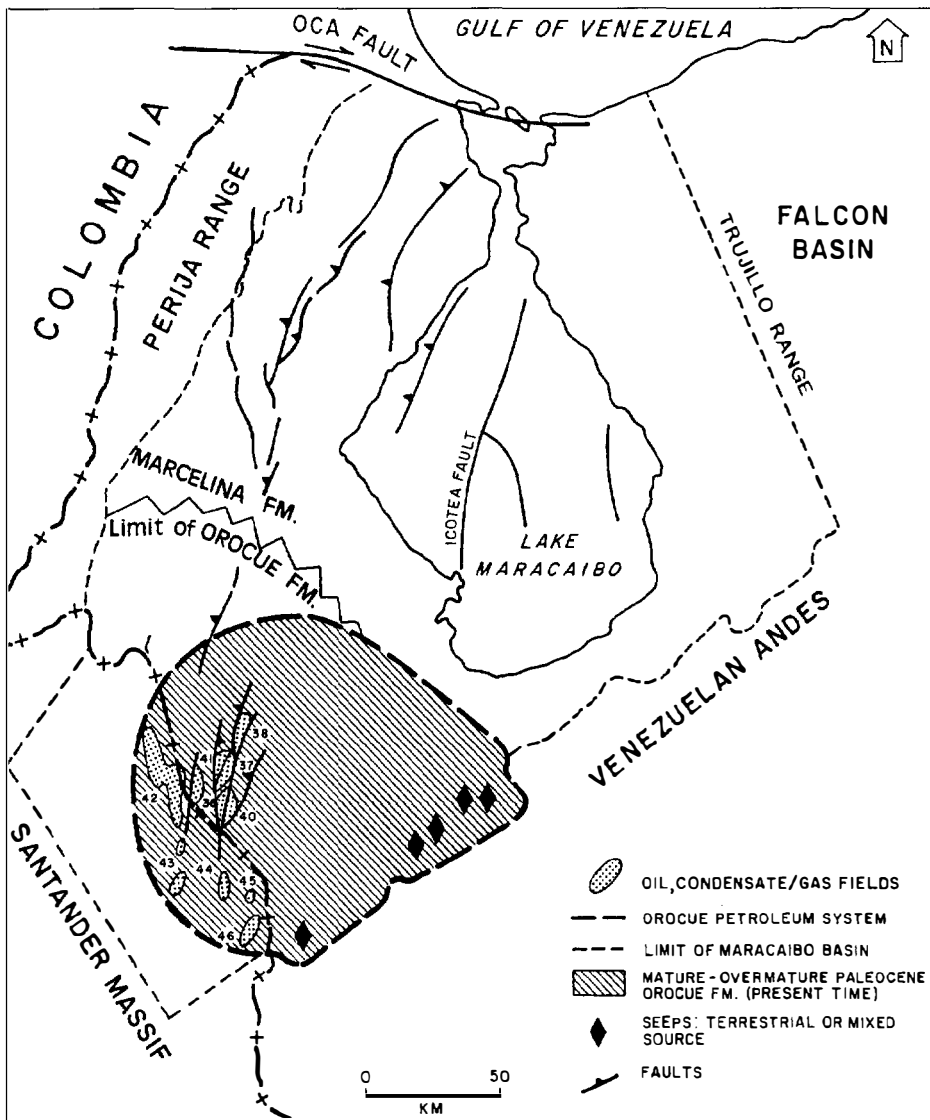 GULF OF VENEZUELA
N
OCA FAULT
COLOMBIA
PERIJA RANGE
FALCON
BASIN
TRUJILLO RANGE
MARCELINA FM.
Limit of OROCUE FM.
ICOTEA FAULT
LAKE
MARACAIBO
VENEZUELAN ANDES
SANTANDER MASSIF
38
41
37
42
40
43
44
45
46
OIL, CONDENSATE/GAS FIELDS
OROCUE PETROLEUM SYSTEM
LIMIT OF MARACAIBO BASIN
MATURE-OVERMATURE PALEOCENE
OROCUE FM. (PRESENT TIME)
SEEPS: TERRESTRIAL OR MIXED
SOURCE
FAULTS
0 50
KM